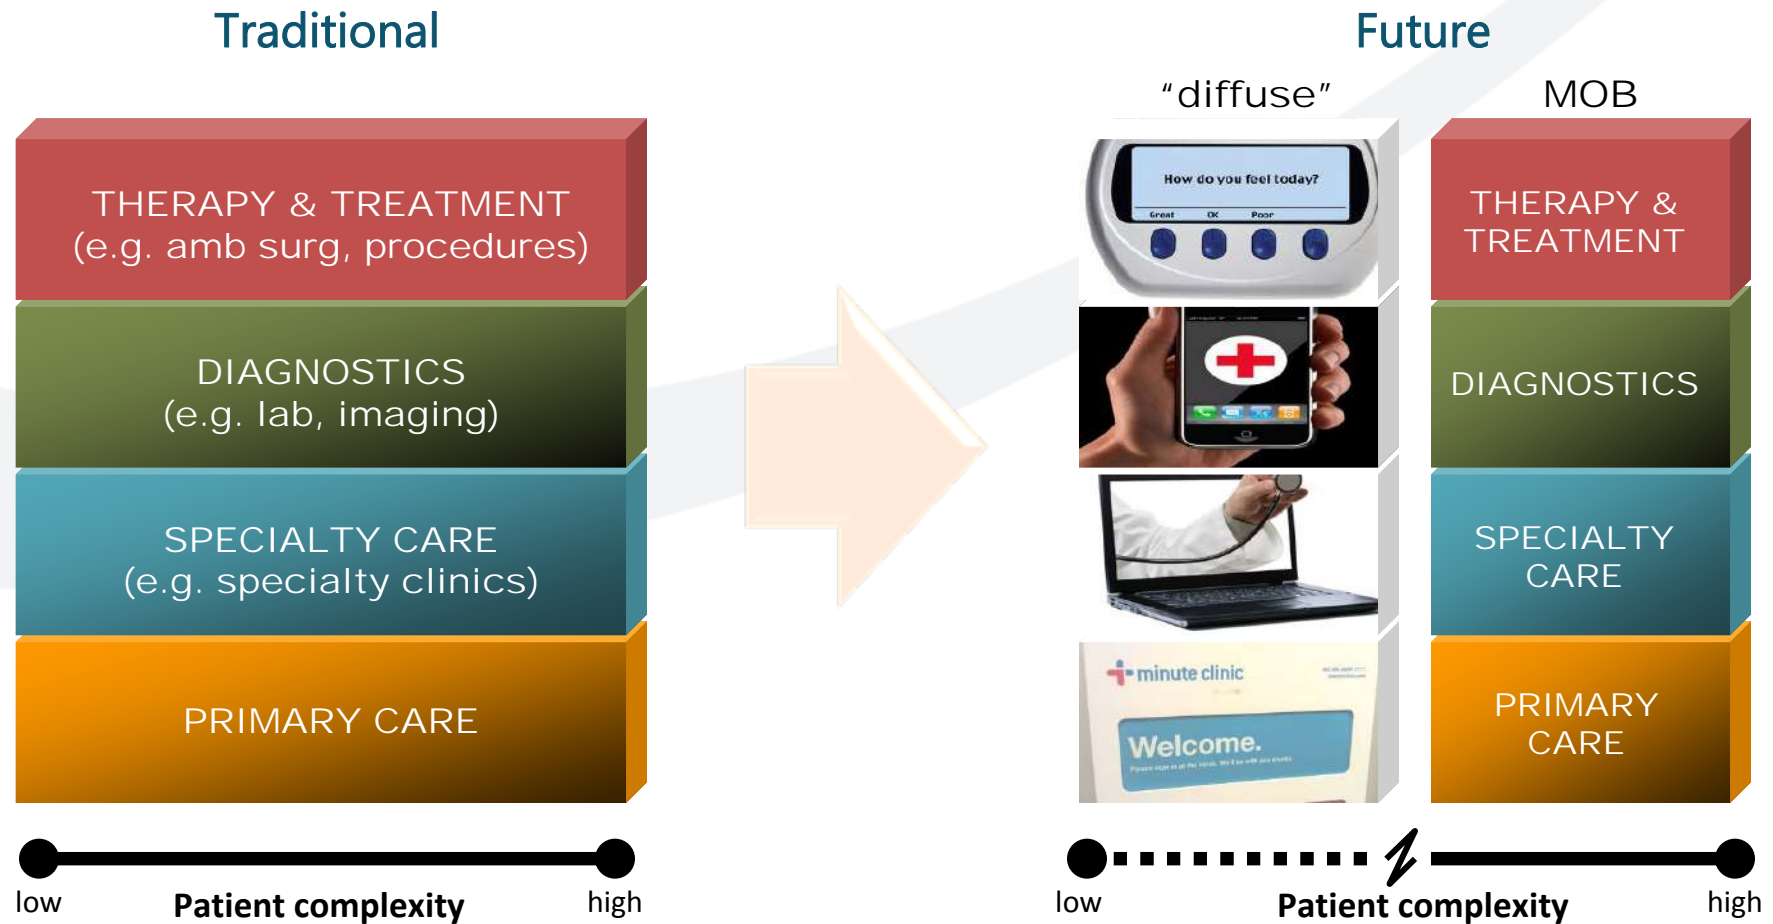 Traditional
Future
"diffuse"
MOB
THERAPY & TREATMENT
(e.g. amb surg, procedures)
DIAGNOSTICS
(e.g. lab, imaging)
SPECIALTY CARE
(e.g. specialty clinics)
PRIMARY CARE
low
Patient complexity
high
How do you feel today?
Great OK Poor
minute clinic
Welcome.
THERAPY &
TREATMENT
DIAGNOSTICS
SPECIALTY
CARE
PRIMARY
CARE
low
Patient complexity
high